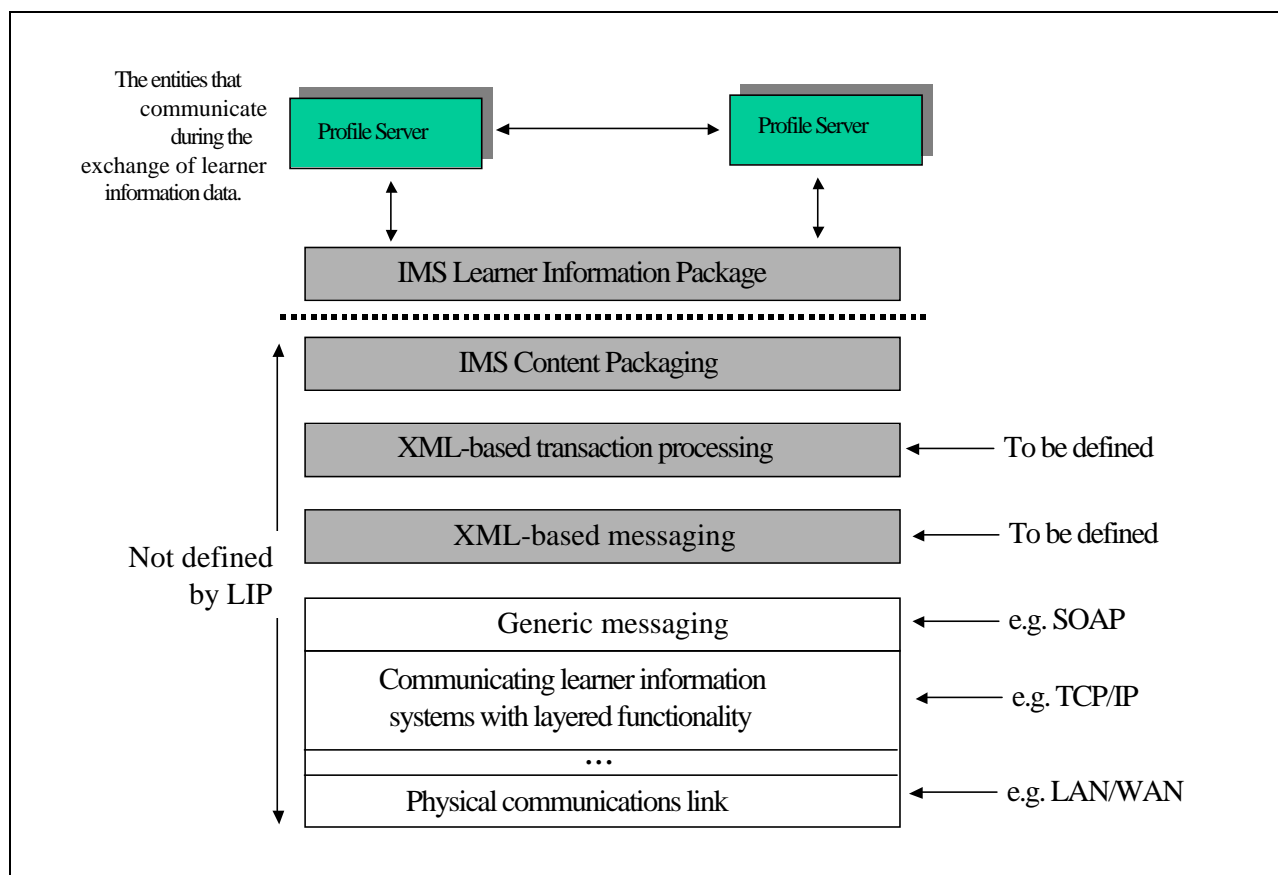 The entities that
communicate
during the
exchange of learner
information data.
Profile Server
Profile Server
IMS Learner Information Package
IMS Content Packaging
XML-based transaction processing
To be defined
XML-based messaging
To be defined
Not defined
by LIP
Generic messaging
e.g. SOAP
Communicating learner information
systems with layered functionality
e.g. TCP/IP
…
Physical communications link
e.g. LAN/WAN